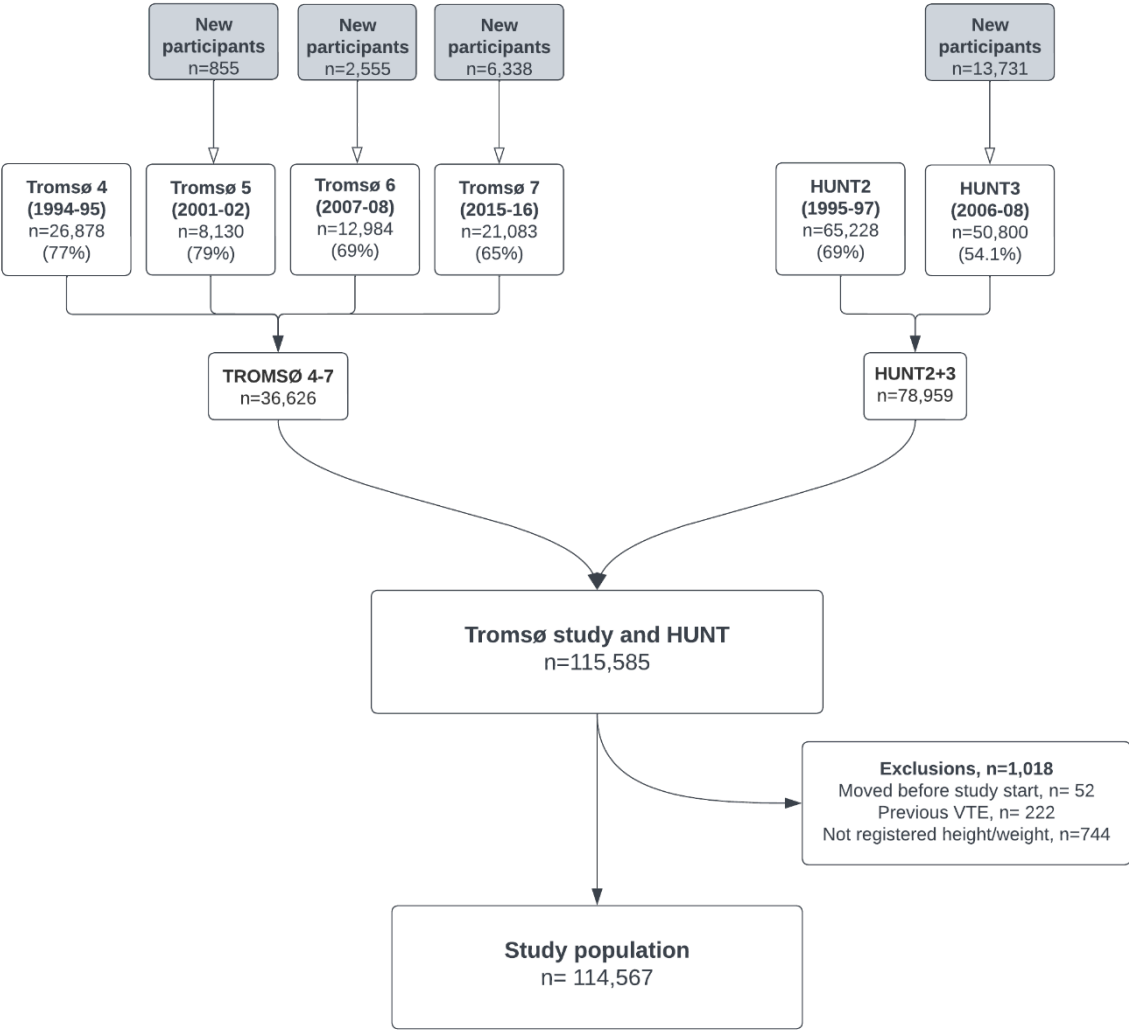 New
participants
n=855
New
participants
n=2,555
New
participants
n=6,338
New
participants
n=13,731
Tromsø 4
(1994-95)
n=26,878
(77%)
Tromsø 5
(2001-02)
n=8,130
(79%)
Tromsø 6
(2007-08)
n=12,984
(69%)
Tromsø 7
(2015-16)
n=21,083
(65%)
HUNT2
(1995-97)
n=65,228
(69%)
HUNT3
(2006-08)
n=50,800
(54.1%)
TROMSØ 4-7
n=36,626
HUNT2+3
n=78,959
Tromsø study and HUNT
n=115,585
Exclusions, n=1,018
Moved before study start, n= 52
Previous VTE, n= 222
Not registered height/weight, n=744
Study population
n= 114,567